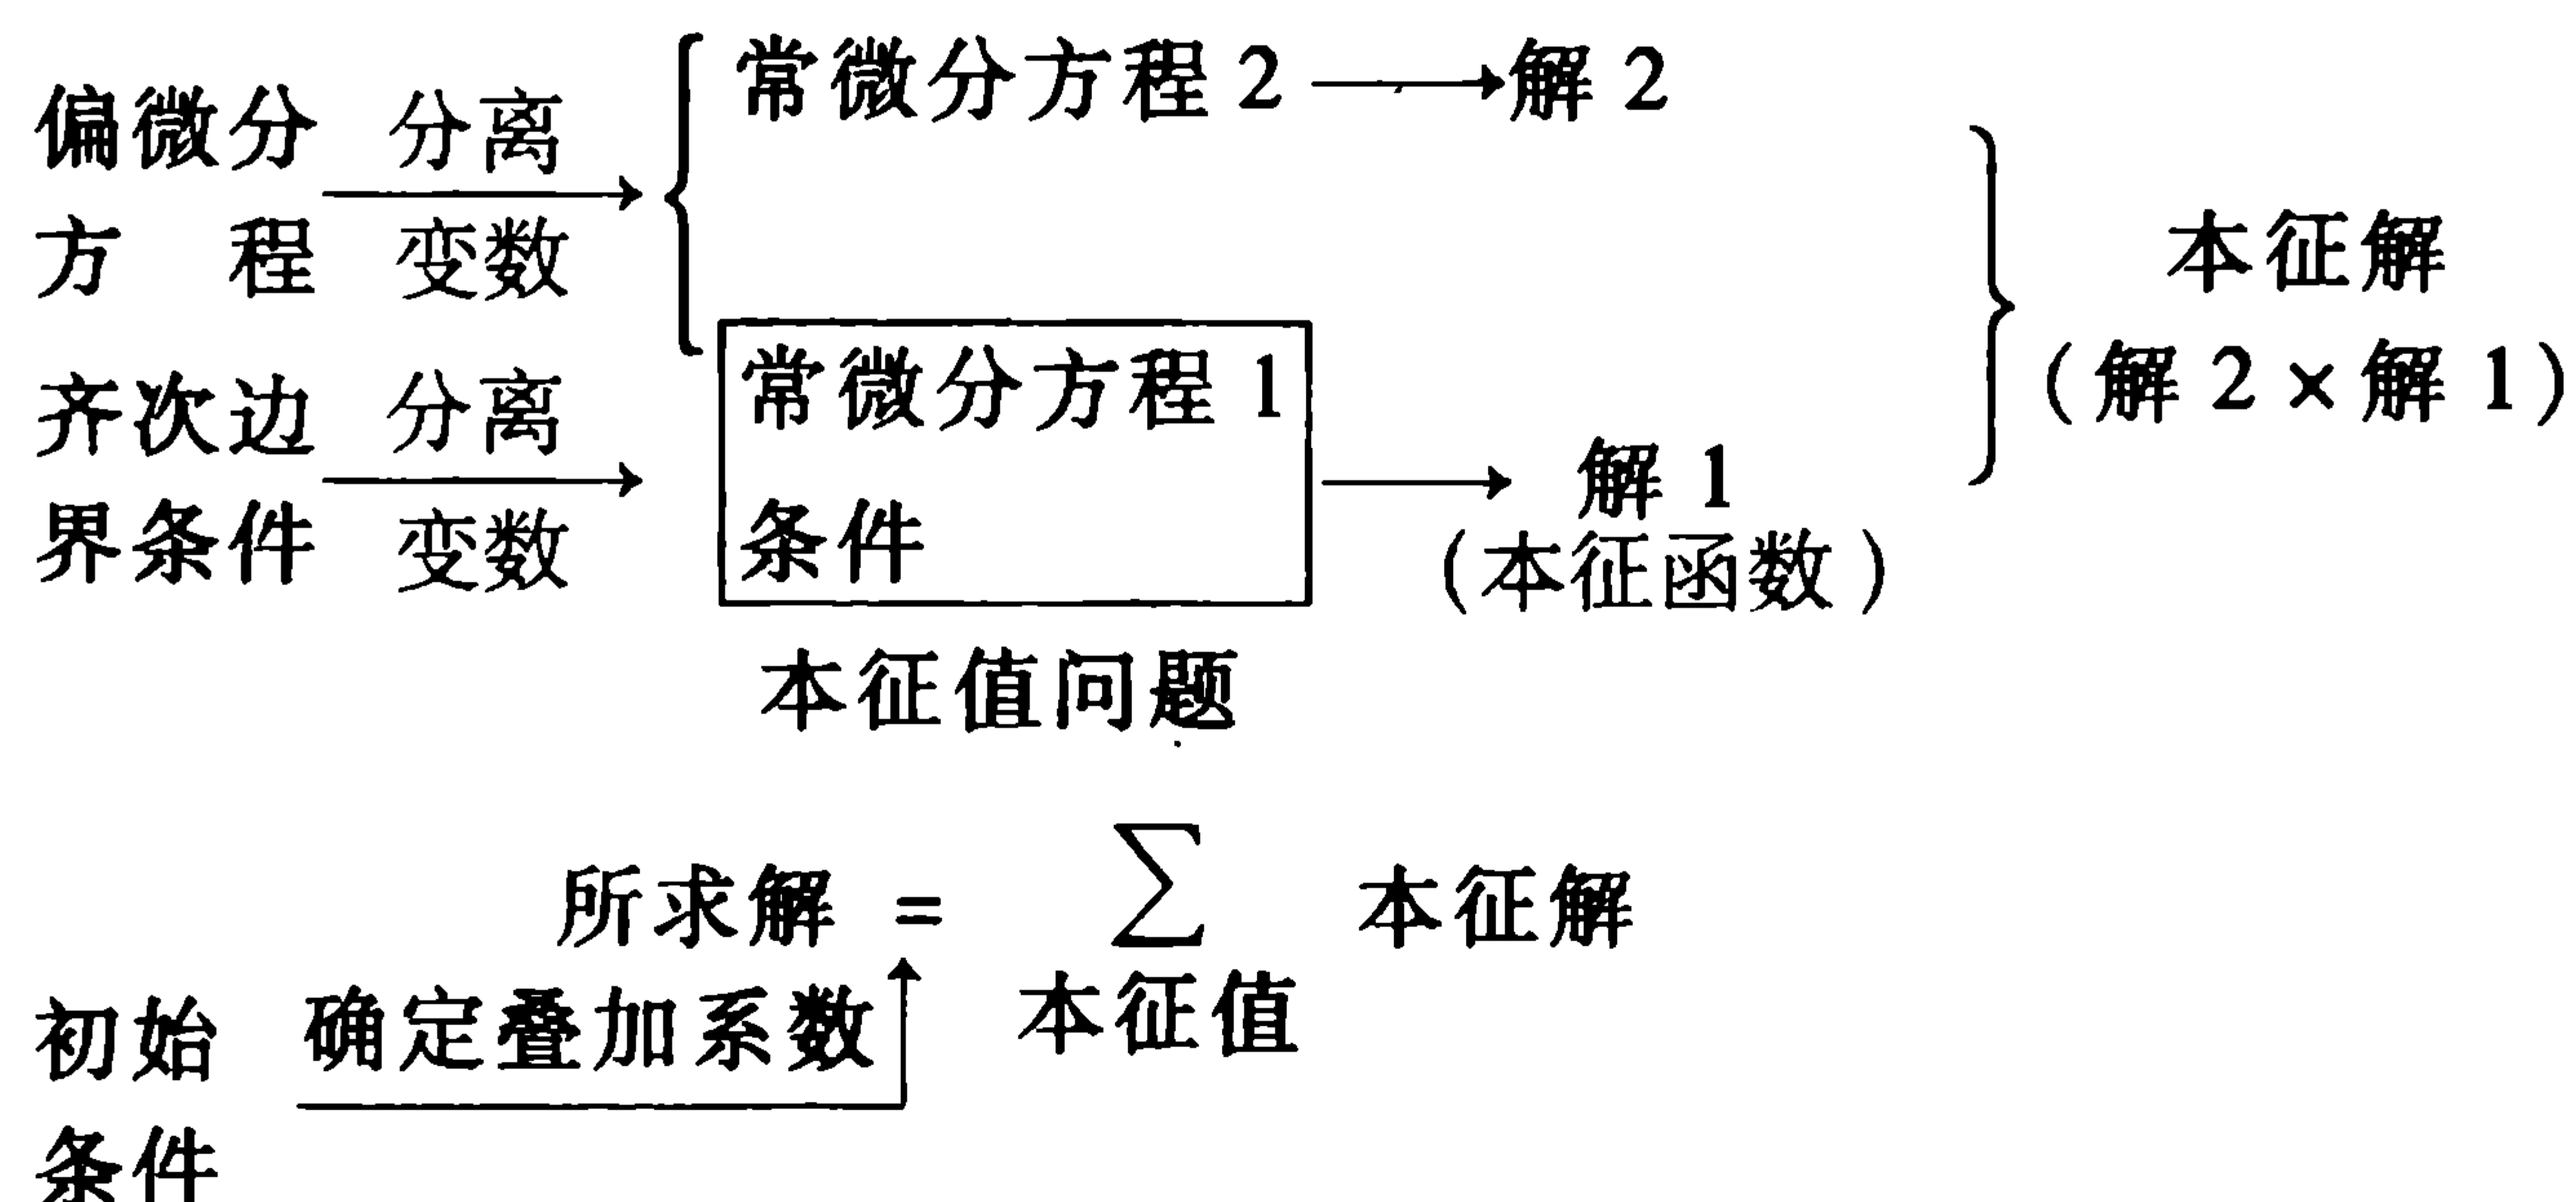 常微分方程 2 → 解 2
偏微分 分离
方 程 变数
本征解
(解 2 × 解 1)
齐次边 分离
界条件 变数
常微分方程 1
条件
解 1
(本征函数)
本征值问题
所求解 = ∑ 本征解
本征值
初始 确定叠加系数
条件